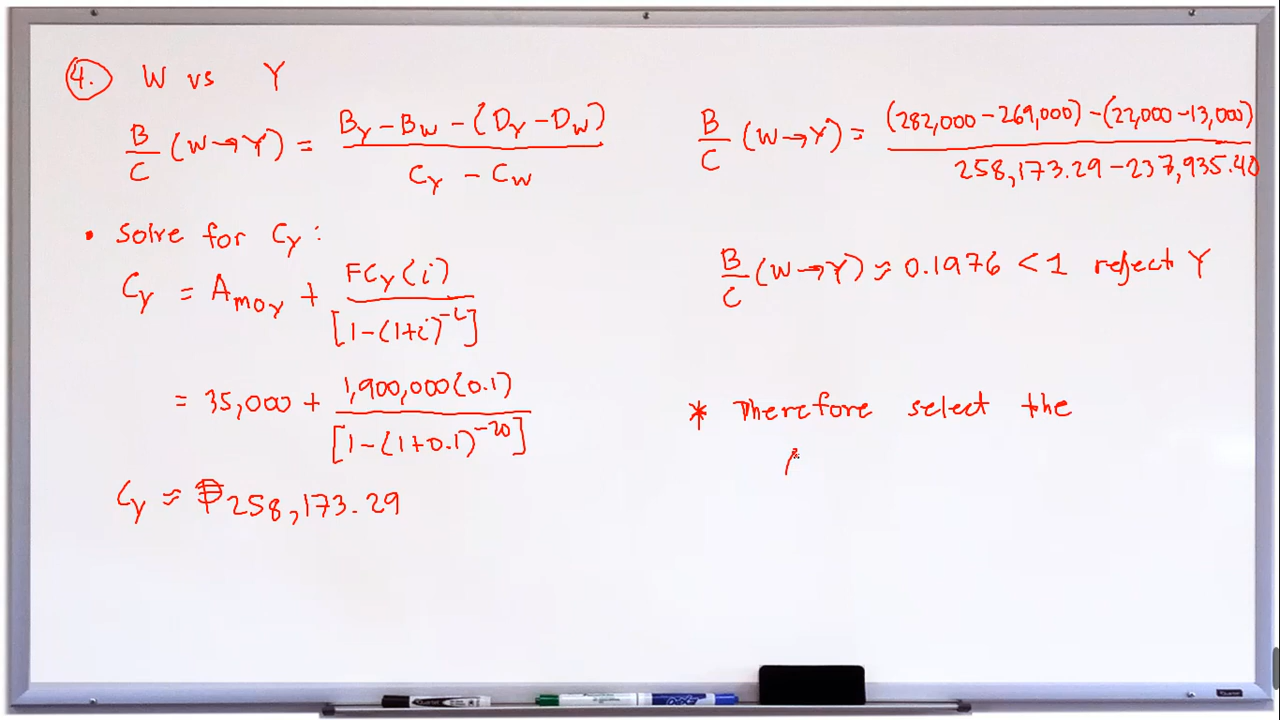 4. W vs Y
B/C (W→Y) = (B_Y − B_W − (D_Y − D_W)) / (C_Y − C_W)
• Solve for C_Y :
C_Y = A_MO_Y + FC_Y (i) / [1−(1+i)^−L]
= 35,000 + 1,900,000(0.1) / [1−(1+0.1)^−20]
C_Y ≈ ₱258,173.29
B/C (W→Y) = ((282,000 − 269,000) − (22,000 − 13,000)) / (258,173.29 − 237,935.40)
B/C (W→Y) ≈ 0.1976 < 1 reject Y
* Therefore select the